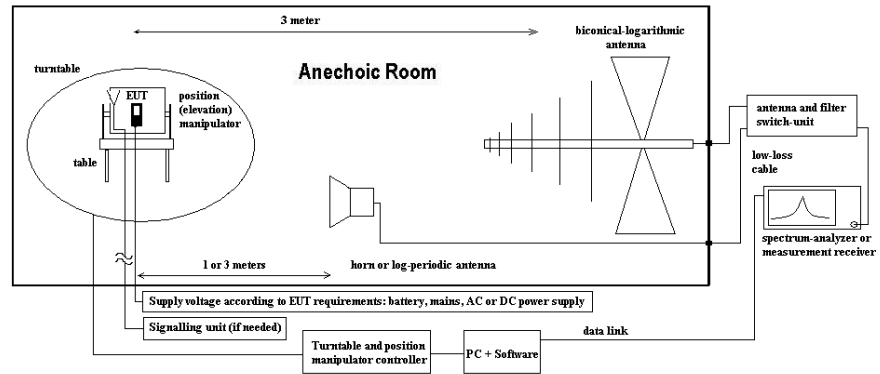 3 meter
biconical-logarithmic
antenna
Anechoic Room
turntable
EUT
position
(elevation)
manipulator
table
antenna and filter
switch-unit
low-loss
cable
spectrum-analyzer or
measurement receiver
1 or 3 meters
horn or log-periodic antenna
Supply voltage according to EUT requirements: battery, mains, AC or DC power supply
Signalling unit (if needed)
data link
Turntable and position
manipulator controller
PC + Software